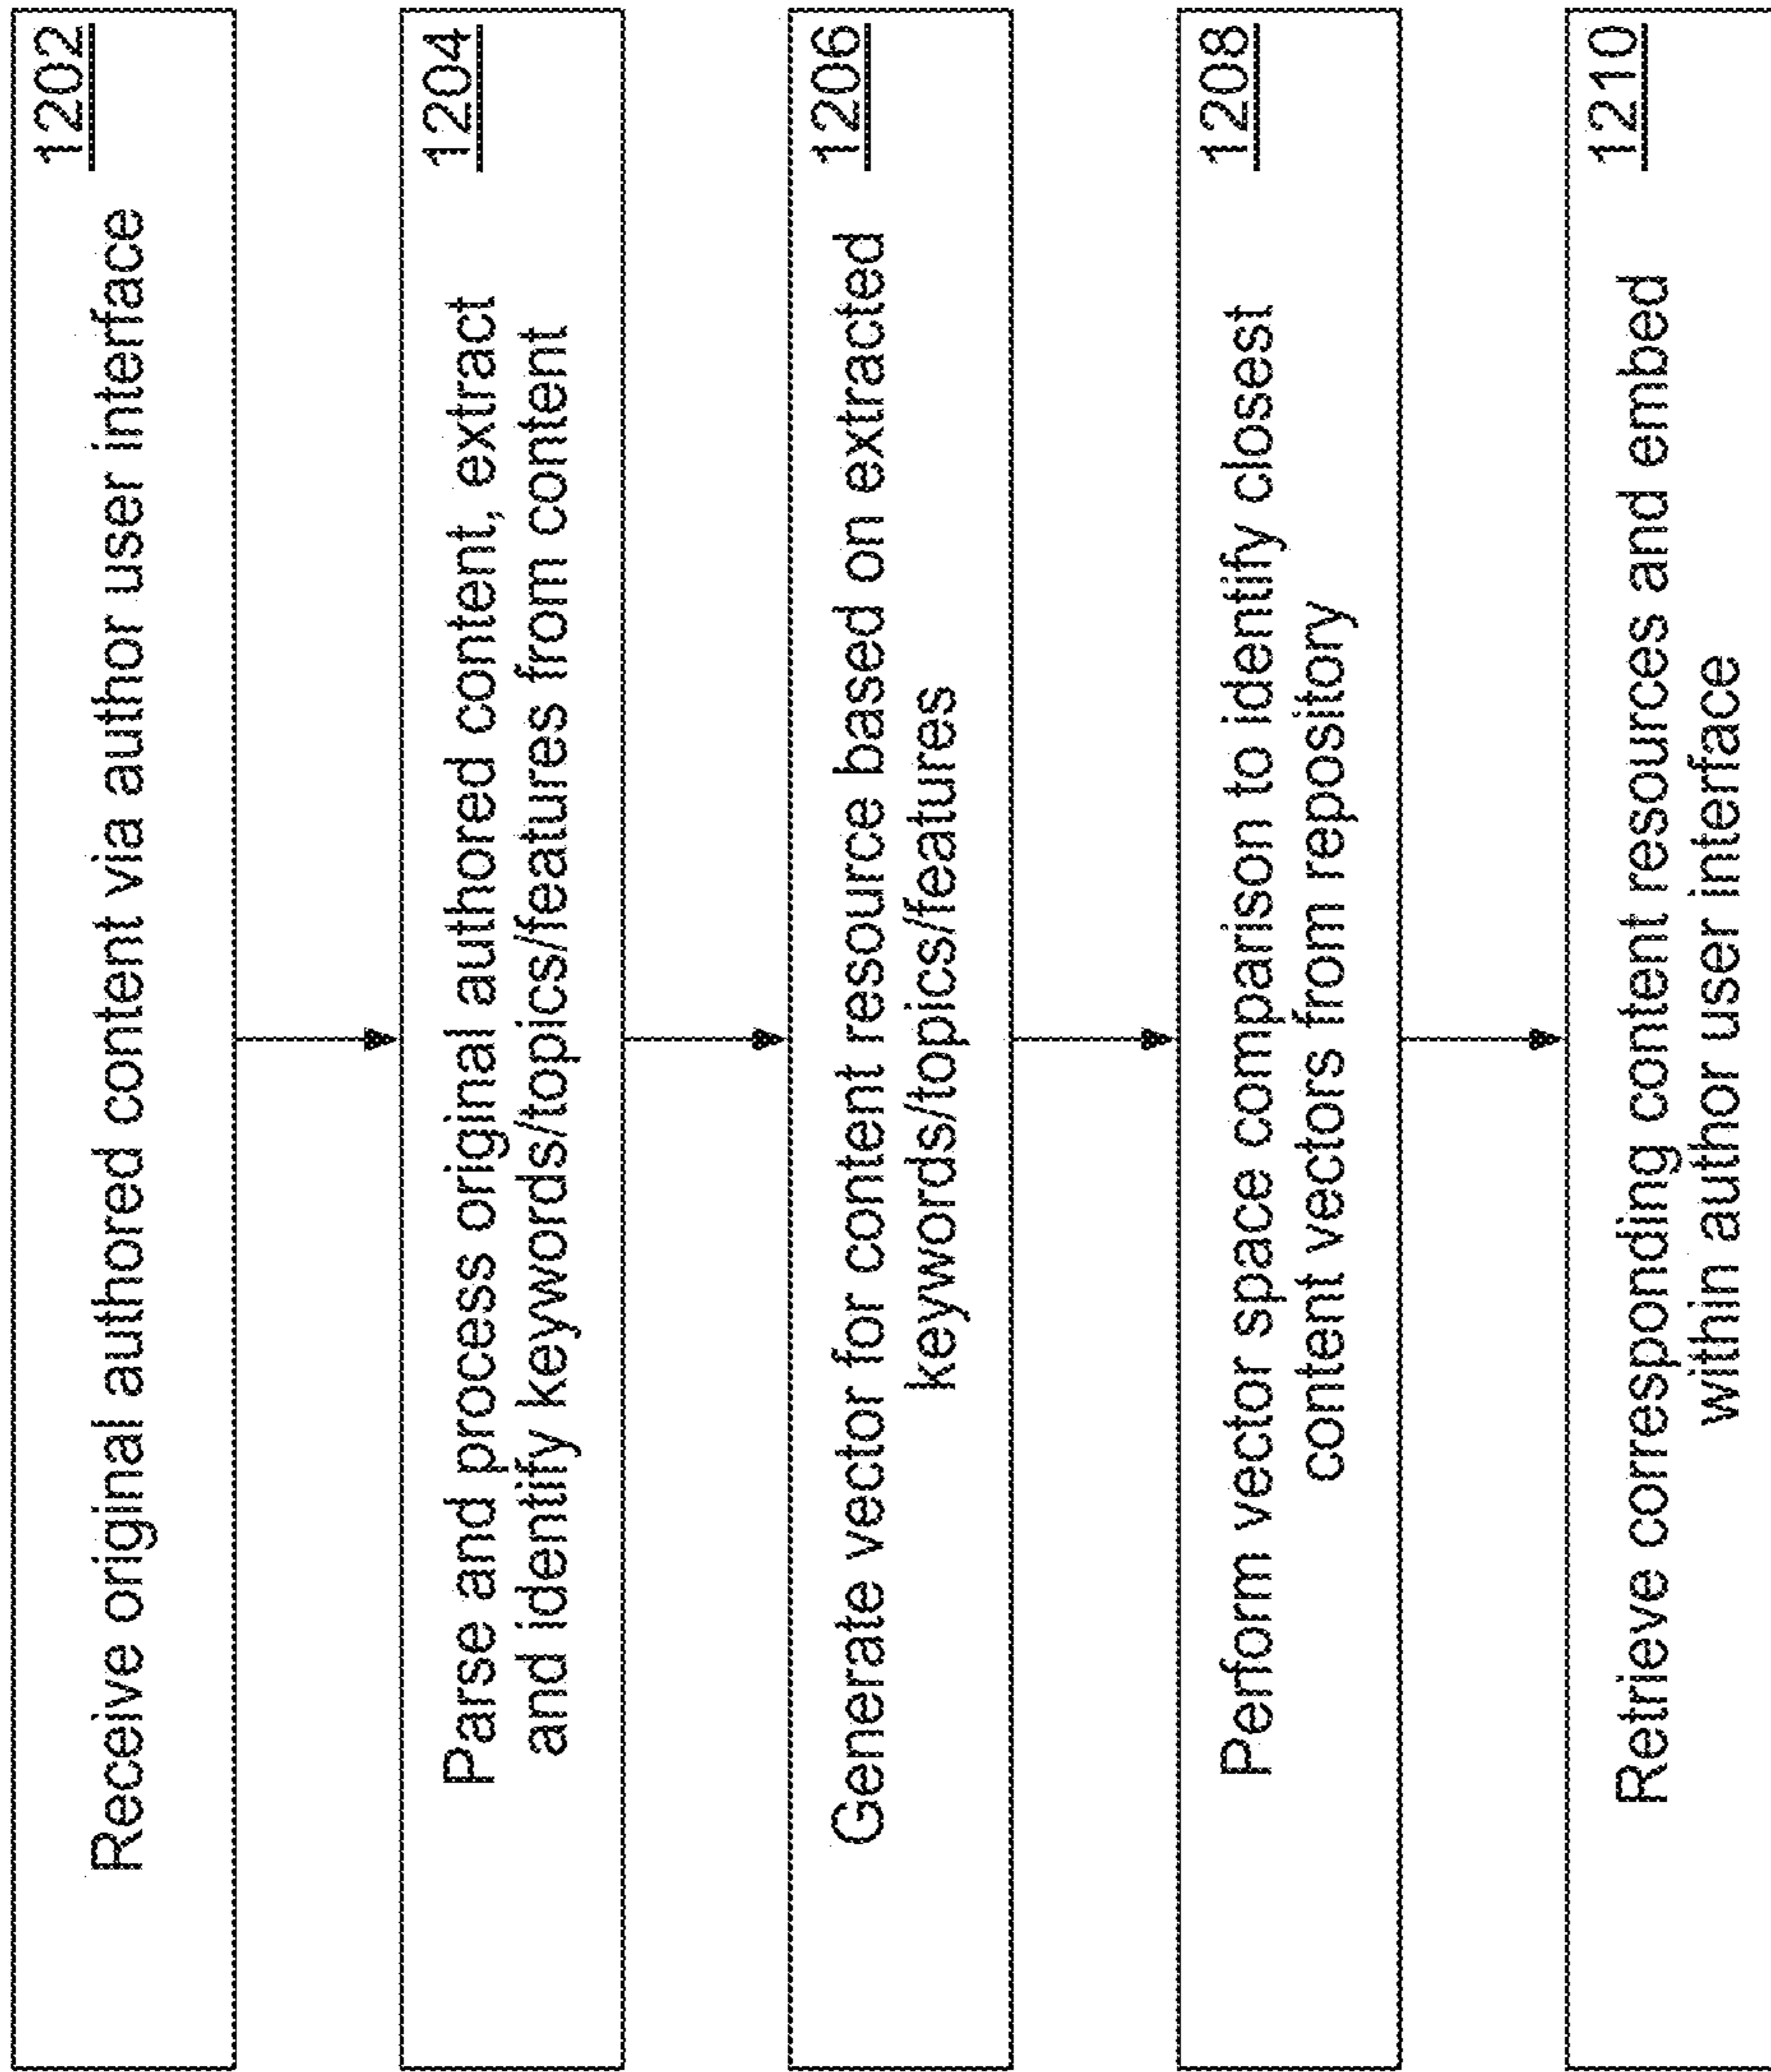 1202
Receive original authored content via author user interface
1204
Parse and process original authored content, extract
and identify keywords/topics/features from content
1206
Generate vector for content resource based on extracted
keywords/topics/features
1208
Perform vector space comparison to identify closest
content vectors from repository
1210
Retrieve corresponding content resources and embed
within author user interface